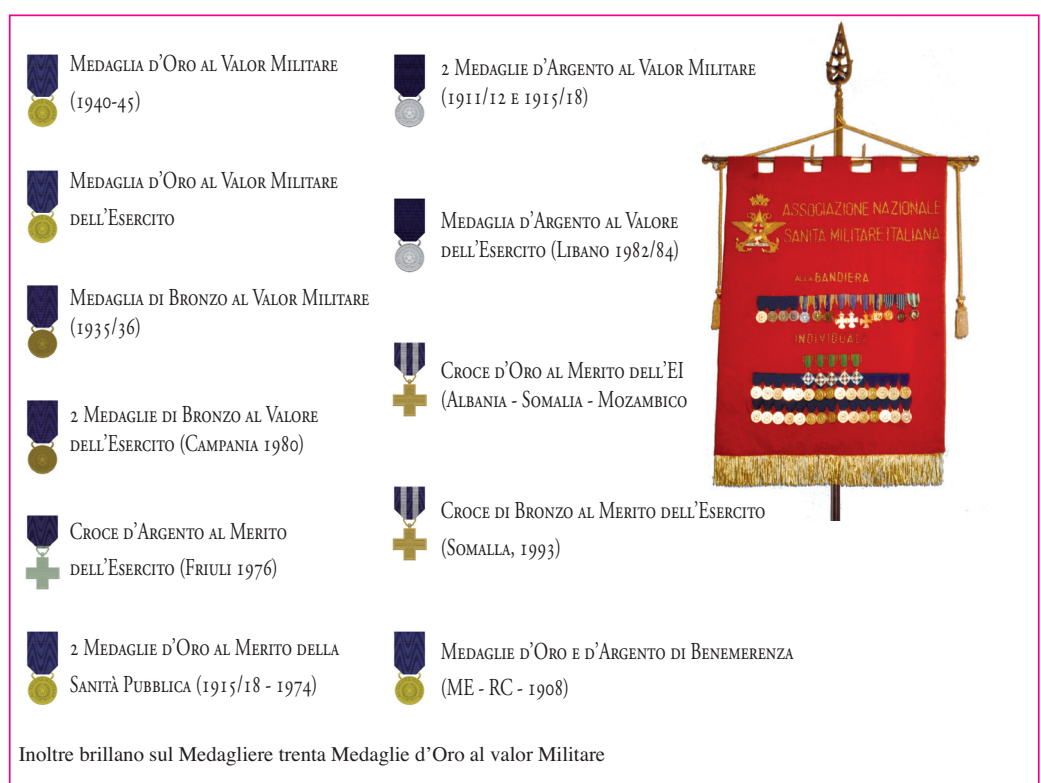 Medaglia d'Oro al Valor Militare
(1940-45)
Medaglia d'Oro al Valor Militare
dell'Esercito
Medaglia di Bronzo al Valor Militare
(1935/36)
2 Medaglie di Bronzo al Valore
dell'Esercito (Campania 1980)
Croce d'Argento al Merito
dell'Esercito (Friuli 1976)
2 Medaglie d'Oro al Merito della
Sanità Pubblica (1915/18 - 1974)
2 Medaglie d'Argento al Valor Militare
(1911/12 e 1915/18)
Medaglia d'Argento al Valore
dell'Esercito (Libano 1982/84)
Croce d'Oro al Merito dell'EI
(Albania - Somalia - Mozambico
Croce di Bronzo al Merito dell'Esercito
(Somalla, 1993)
Medaglie d'Oro e d'Argento di Benemerenza
(ME - RC - 1908)
ASSOCIAZIONE NAZIONALE
SANITÀ MILITARE ITALIANA
ALLA BANDIERA
INDIVIDUALI
Inoltre brillano sul Medagliere trenta Medaglie d'Oro al valor Militare